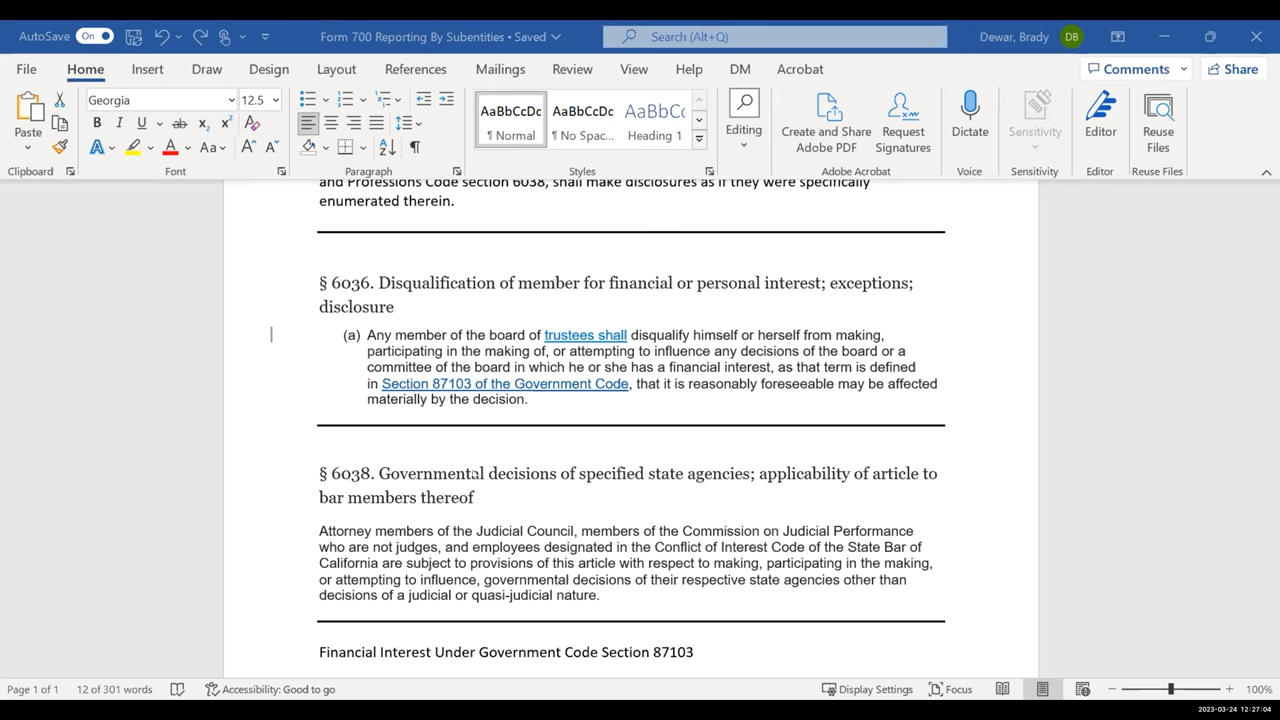 AutoSave On Form 700 Reporting By Subentities • Saved Search (Alt+Q) Dewar, Brady DB
File Home Insert Draw Design Layout References Mailings Review View Help DM Acrobat Comments Share
Georgia 12.5
Paste
B I U ab x₂ x² A
A A Aa A A
AaBbCcDc AaBbCcDc AaBbCc
¶ Normal ¶ No Spac... Heading 1
Editing
Create and Share Adobe PDF
Request Signatures
Dictate
Sensitivity
Editor
Reuse Files
Clipboard Font Paragraph Styles Adobe Acrobat Voice Sensitivity Editor Reuse Files
and Professions Code section 6038, shall make disclosures as if they were specifically
enumerated therein.
§ 6036. Disqualification of member for financial or personal interest; exceptions;
disclosure
(a) Any member of the board of trustees shall disqualify himself or herself from making,
participating in the making of, or attempting to influence any decisions of the board or a
committee of the board in which he or she has a financial interest, as that term is defined
in Section 87103 of the Government Code, that it is reasonably foreseeable may be affected
materially by the decision.
§ 6038. Governmental decisions of specified state agencies; applicability of article to
bar members thereof
Attorney members of the Judicial Council, members of the Commission on Judicial Performance
who are not judges, and employees designated in the Conflict of Interest Code of the State Bar of
California are subject to provisions of this article with respect to making, participating in the making,
or attempting to influence, governmental decisions of their respective state agencies other than
decisions of a judicial or quasi-judicial nature.
Financial Interest Under Government Code Section 87103
Page 1 of 1 12 of 301 words Accessibility: Good to go Display Settings Focus 100%
2023-03-24 12:27:04